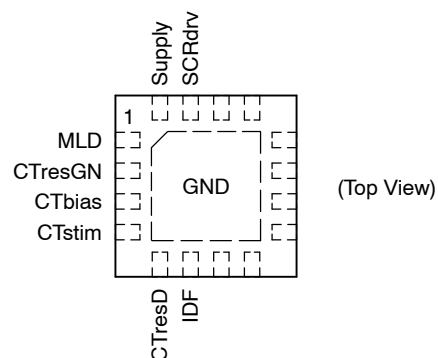 Supply
SCRdrv
1
MLD
CTresGN
CTbias
CTstim
GND
(Top View)
CTresD
IDF